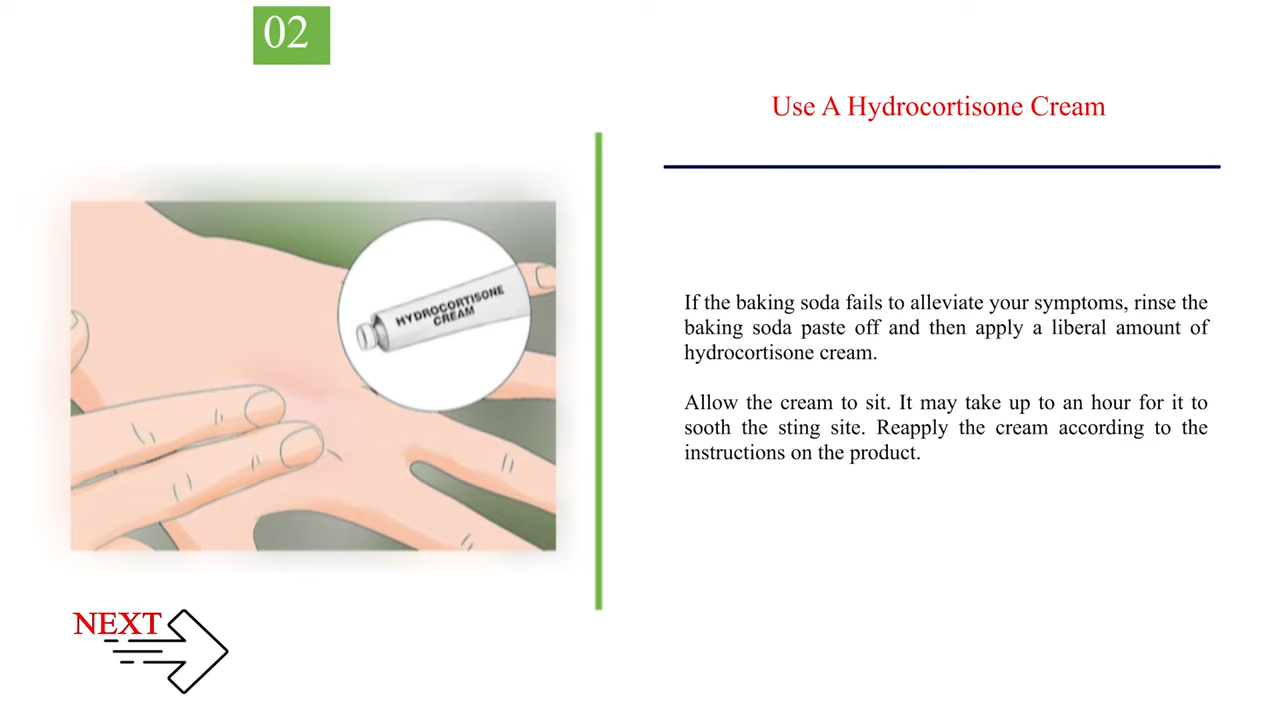 02
Use A Hydrocortisone Cream
HYDROCORTISONE
CREAM
If the baking soda fails to alleviate your symptoms, rinse the
baking soda paste off and then apply a liberal amount of
hydrocortisone cream.
Allow the cream to sit. It may take up to an hour for it to
sooth the sting site. Reapply the cream according to the
instructions on the product.
NEXT